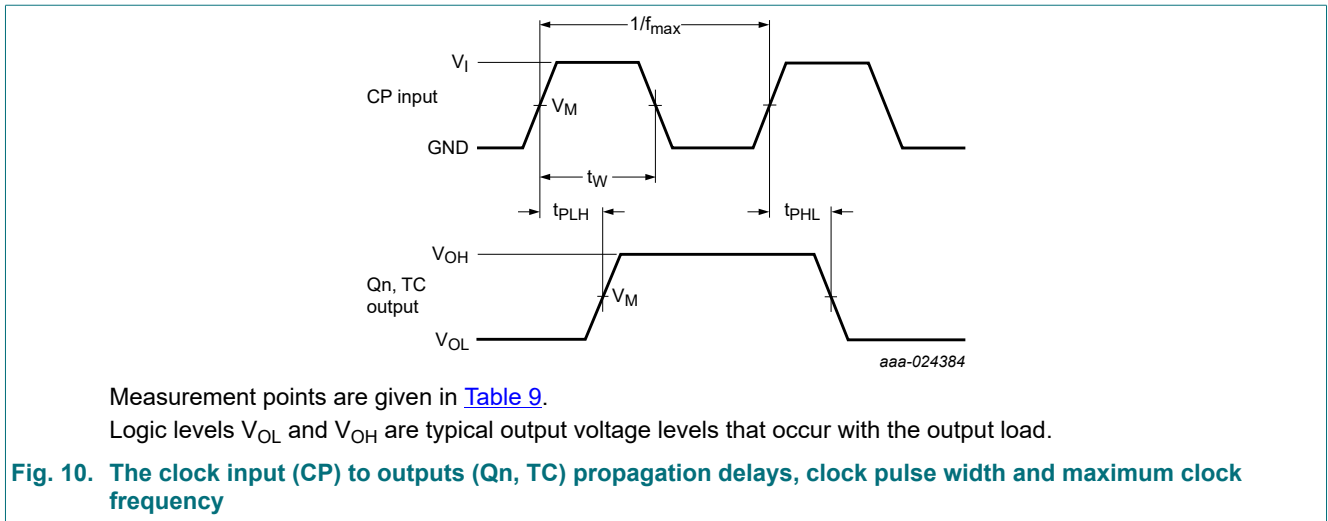 1/fmax
VI
CP input
VM
GND
tW
tPLH
tPHL
VOH
Qn, TC
output
VM
VOL
aaa-024384
Measurement points are given in Table 9.
Logic levels VOL and VOH are typical output voltage levels that occur with the output load.
Fig. 10. The clock input (CP) to outputs (Qn, TC) propagation delays, clock pulse width and maximum clock
frequency